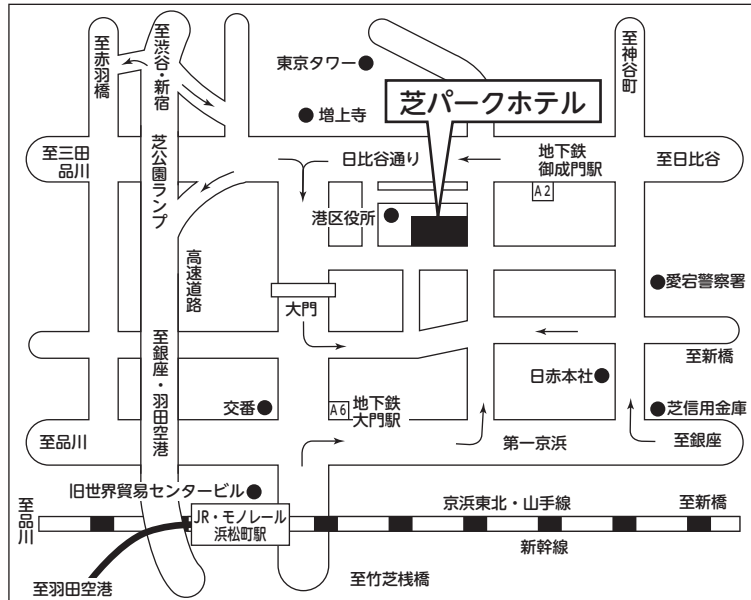 至赤羽橋
至渋谷・新宿
東京タワー
至神谷町
増上寺
芝パークホテル
至三田
品川
芝公園ランプ
日比谷通り
地下鉄
御成門駅
至日比谷
A2
港区役所
高速道路
愛宕警察署
大門
至銀座・羽田空港
至新橋
日赤本社
交番
A6
地下鉄
大門駅
芝信用金庫
至品川
第一京浜
至銀座
旧世界貿易センタービル
至品川
JR・モノレール
浜松町駅
京浜東北・山手線
至新橋
新幹線
至羽田空港
至竹芝桟橋